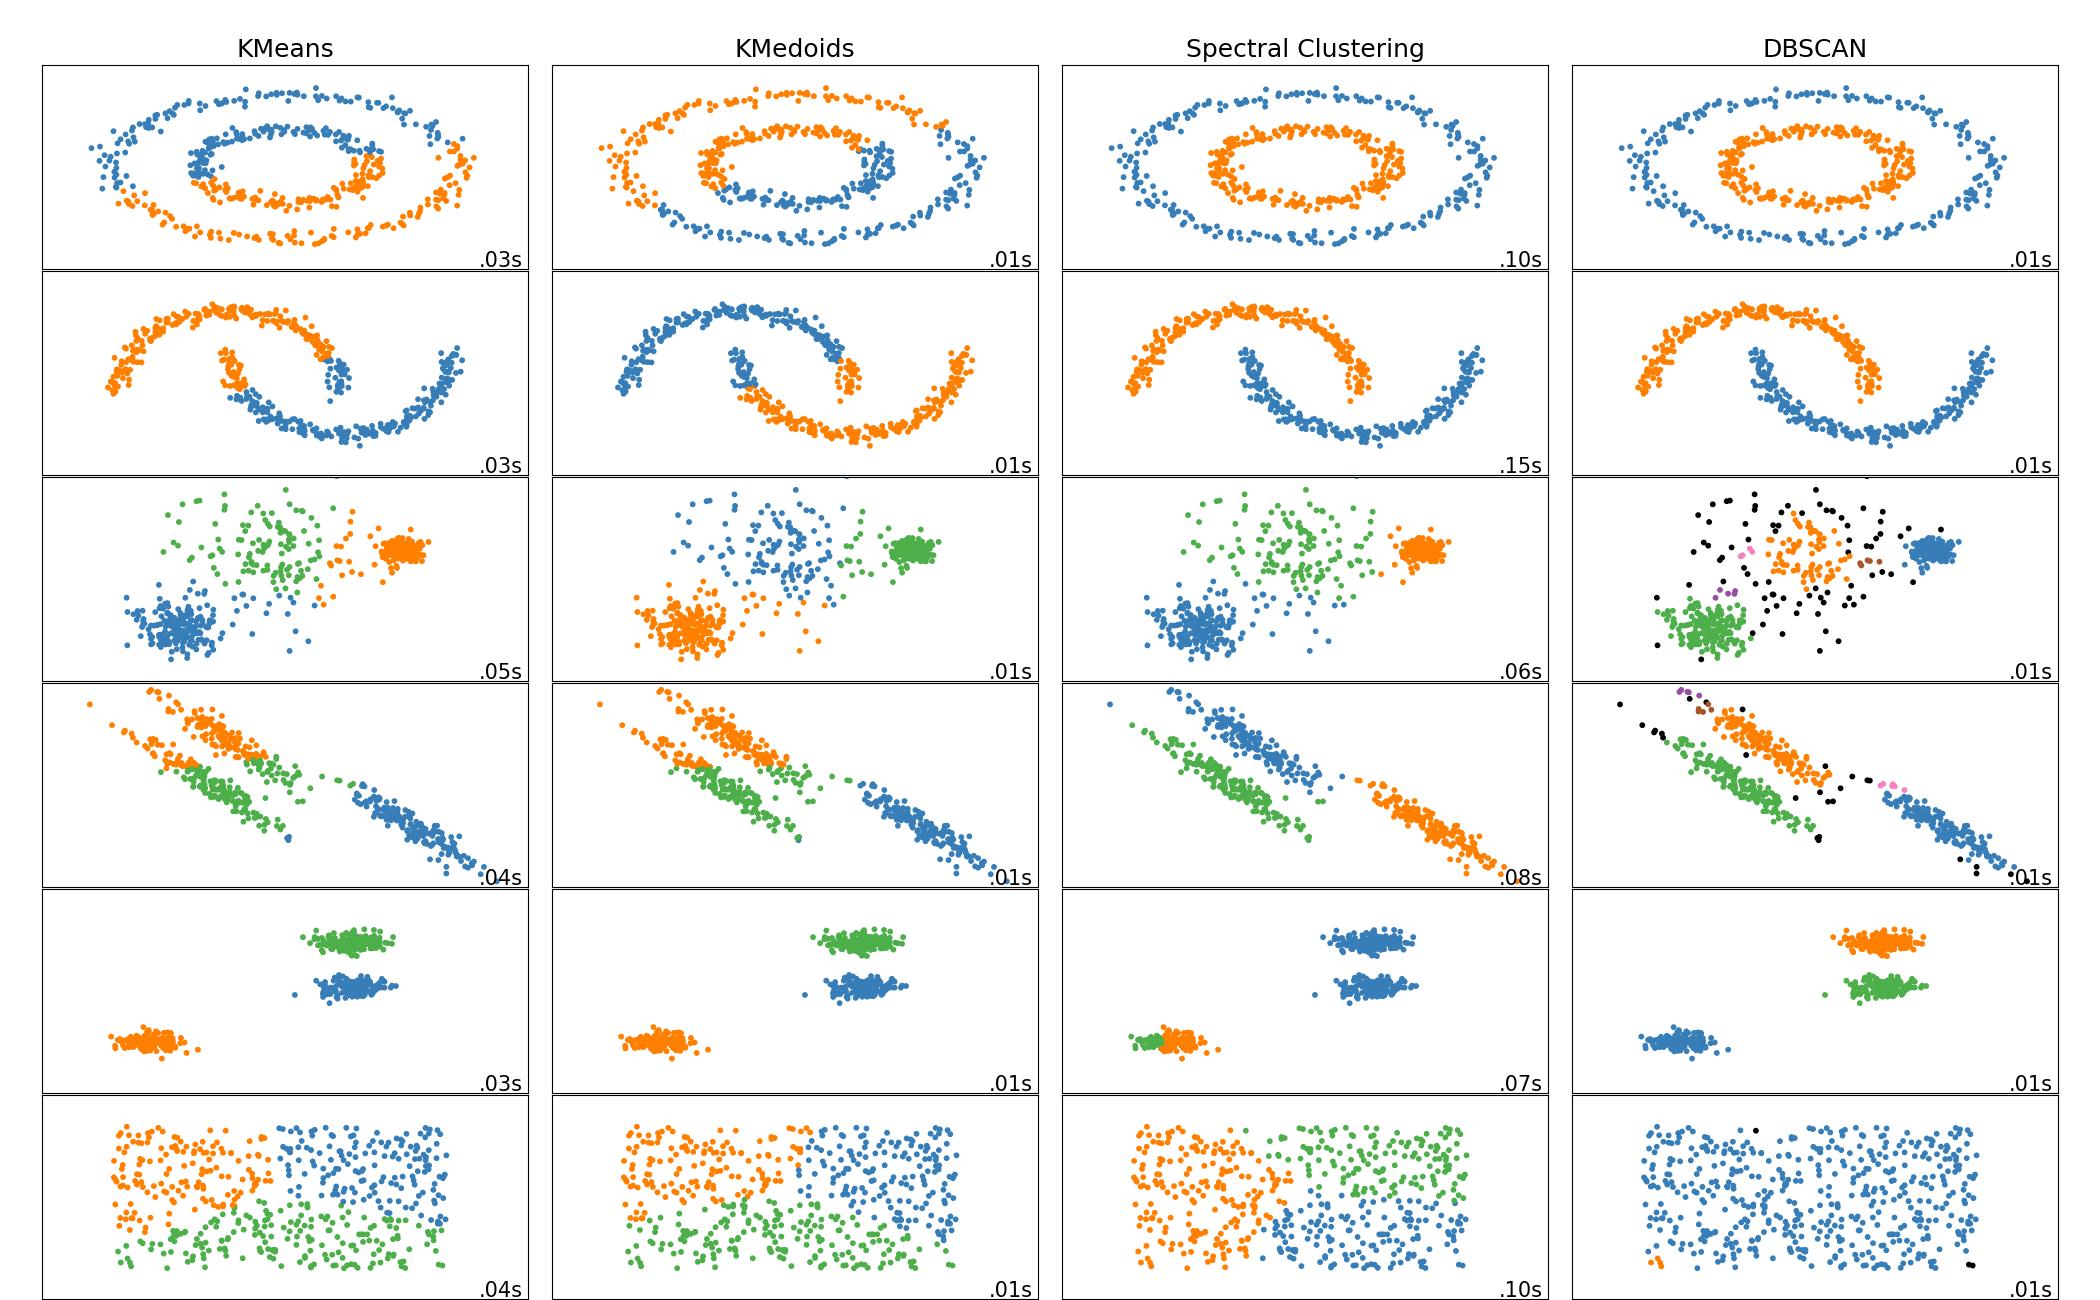 KMeans KMedoids Spectral Clustering DBSCAN
.03s .01s .10s .01s
.03s .01s .15s .01s
.05s .01s .06s .01s
.04s .01s .08s .01s
.03s .01s .07s .01s
.04s .01s .10s .01s